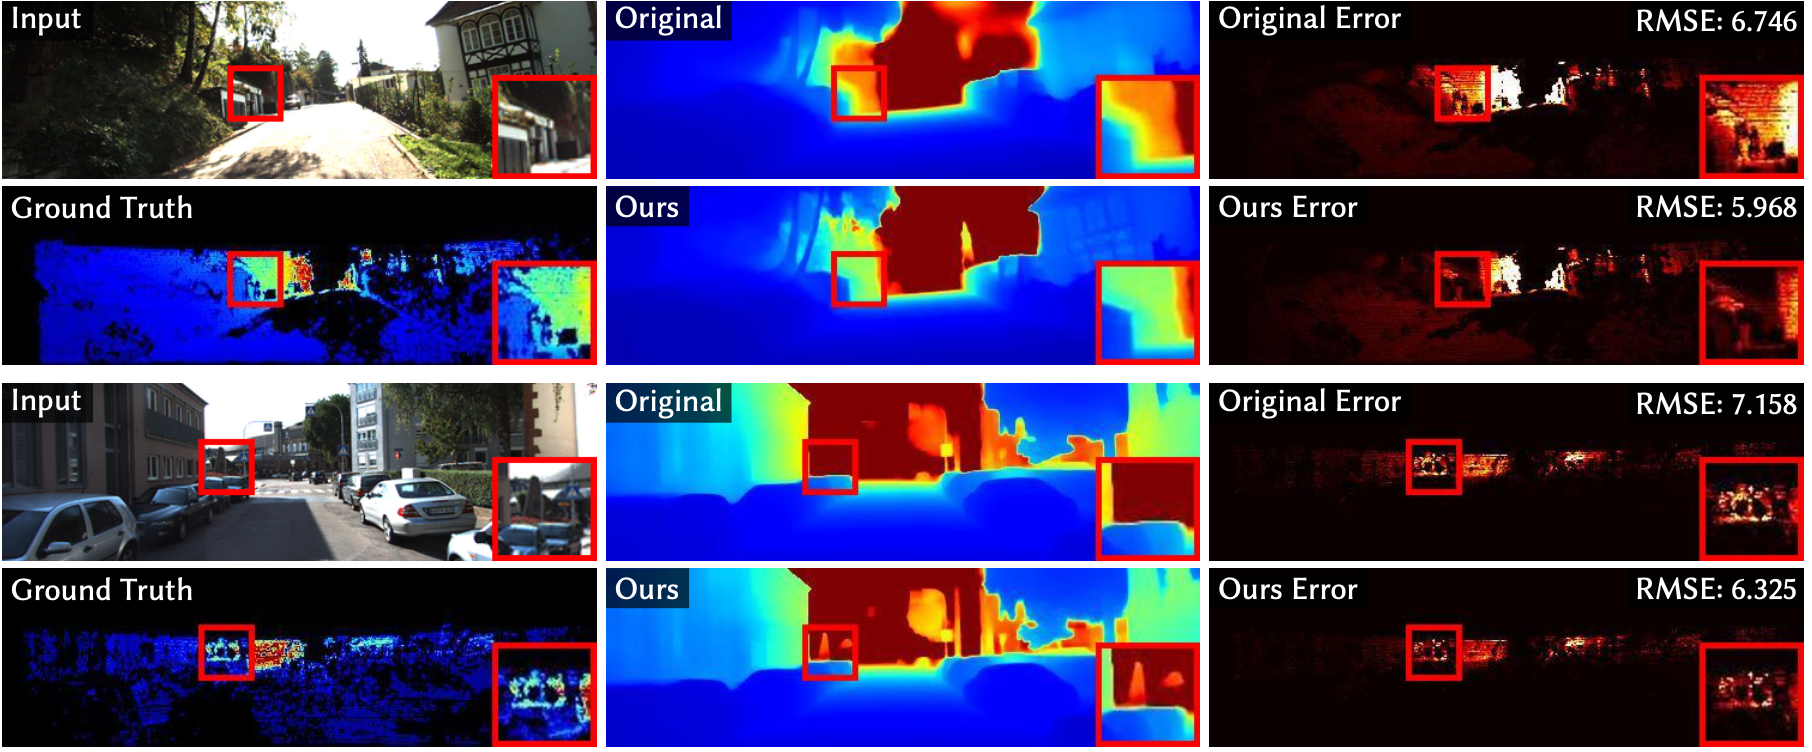 Input
Original
Original Error
RMSE: 6.746
Ground Truth
Ours
Ours Error
RMSE: 5.968
Input
Original
Original Error
RMSE: 7.158
Ground Truth
Ours
Ours Error
RMSE: 6.325